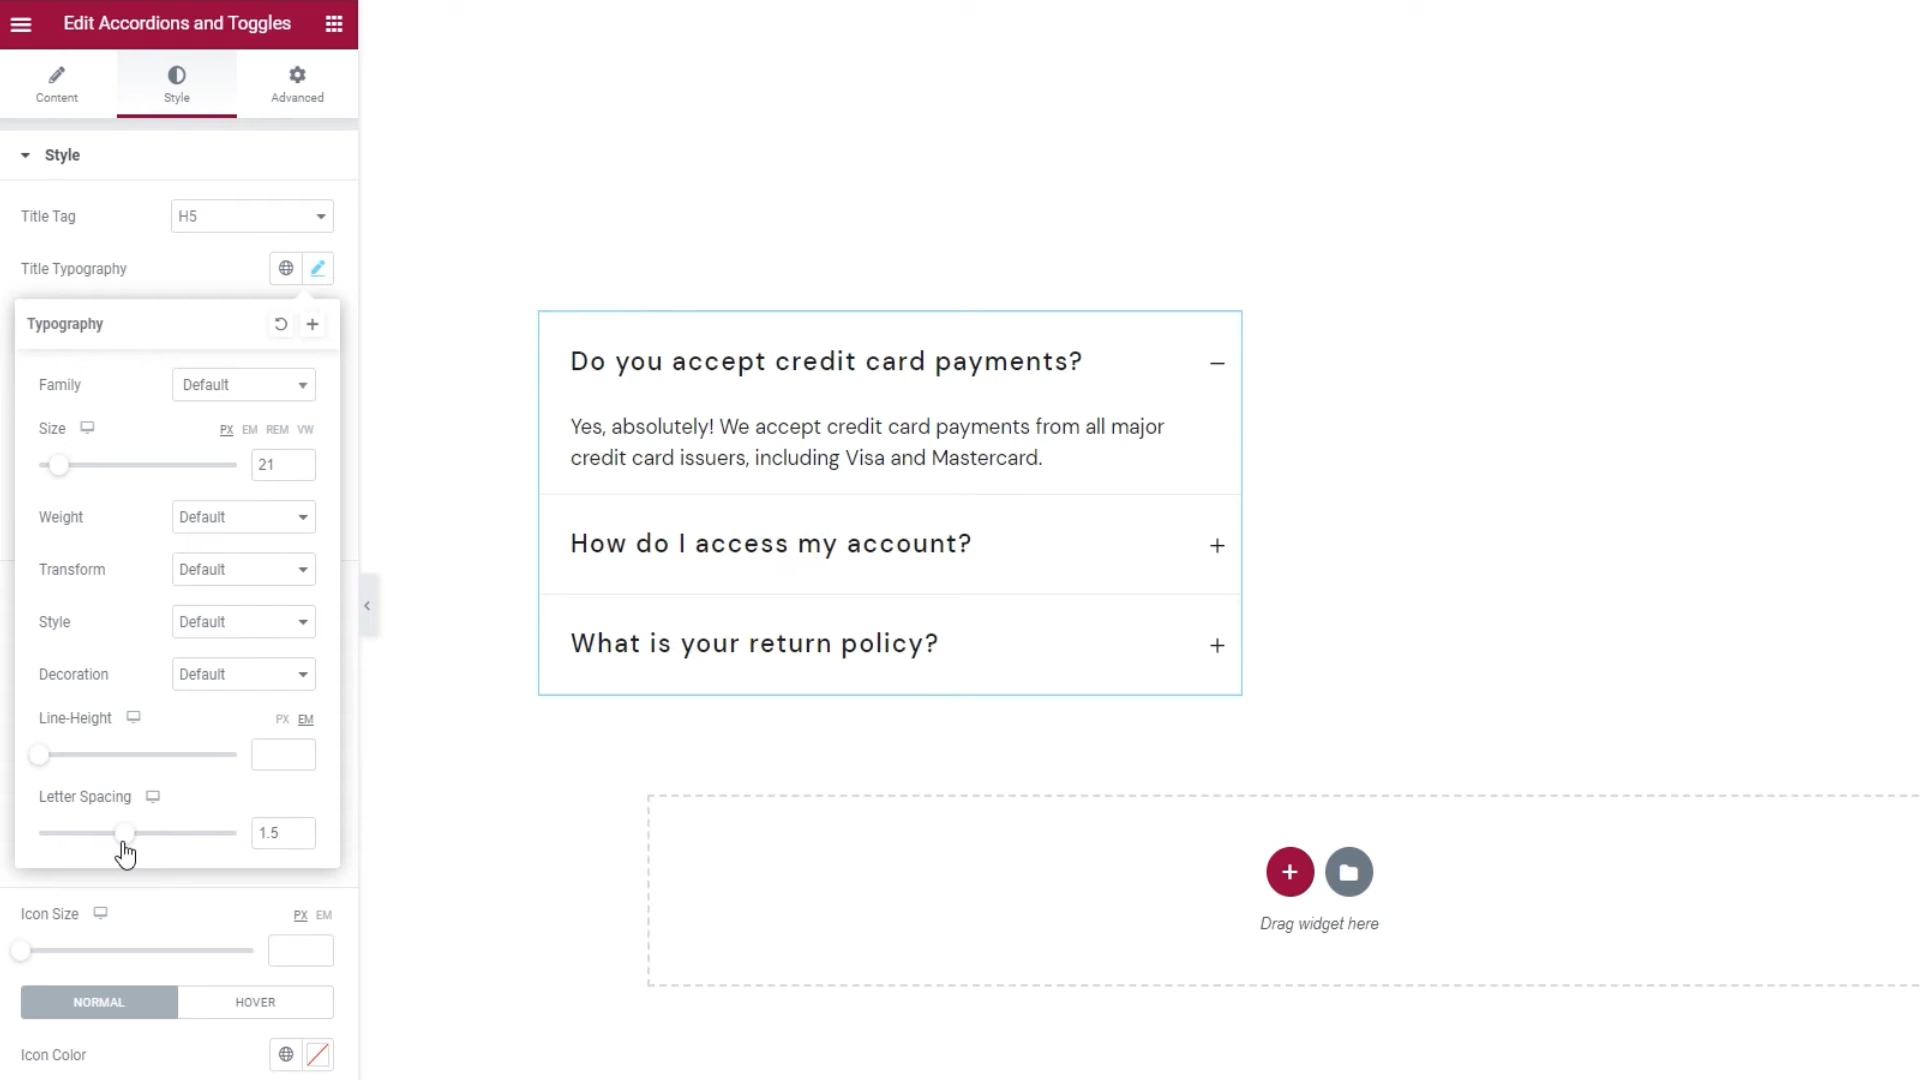 Edit Accordions and Toggles
Content
Style
Advanced
Style
Title Tag
H5
Title Typography
Typography
Family
Default
Size
PX EM REM VW
21
Weight
Default
Transform
Default
Style
Default
Decoration
Default
Line-Height
PX EM
Letter Spacing
1.5
Icon Size
PX EM
NORMAL
HOVER
Icon Color
Do you accept credit card payments?
Yes, absolutely! We accept credit card payments from all major
credit card issuers, including Visa and Mastercard.
How do I access my account?
What is your return policy?
Drag widget here